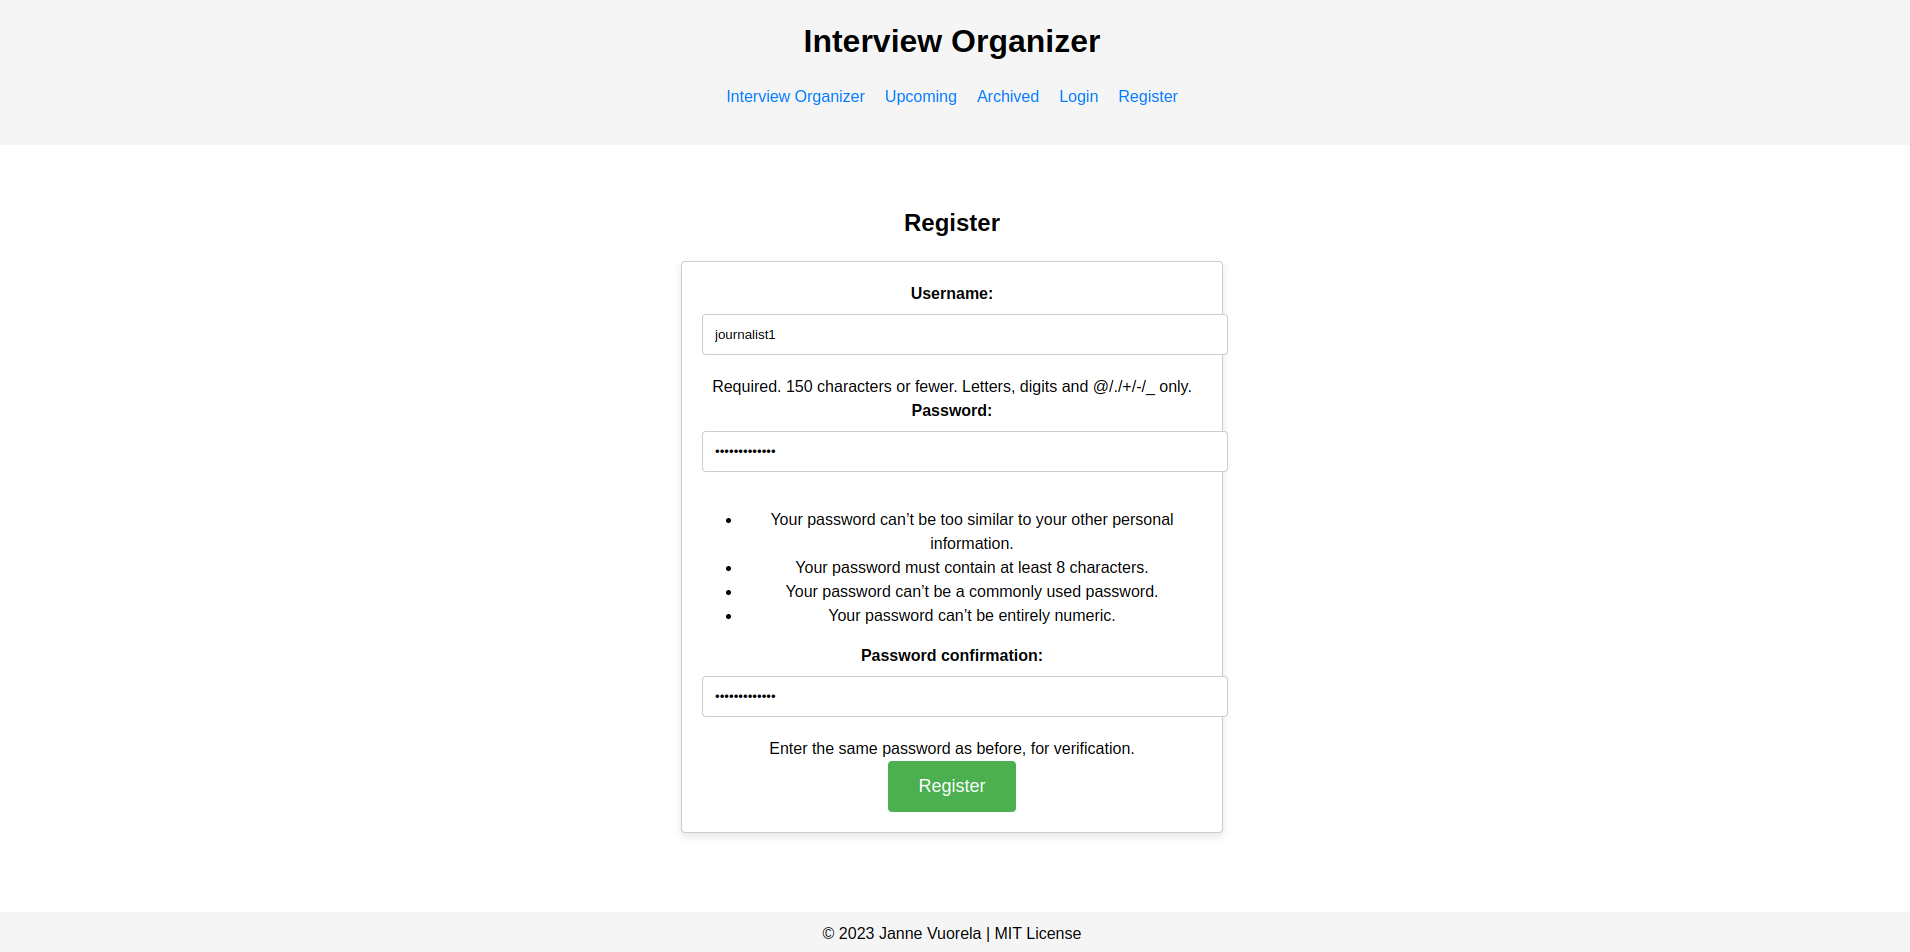 Interview Organizer
Interview Organizer Upcoming Archived Login Register
Register
Username:
journalist1
Required. 150 characters or fewer. Letters, digits and @/./+/-/_ only.
Password:
•••••••••••••
• Your password can’t be too similar to your other personal
information.
• Your password must contain at least 8 characters.
• Your password can’t be a commonly used password.
• Your password can’t be entirely numeric.
Password confirmation:
•••••••••••••
Enter the same password as before, for verification.
Register
© 2023 Janne Vuorela | MIT License